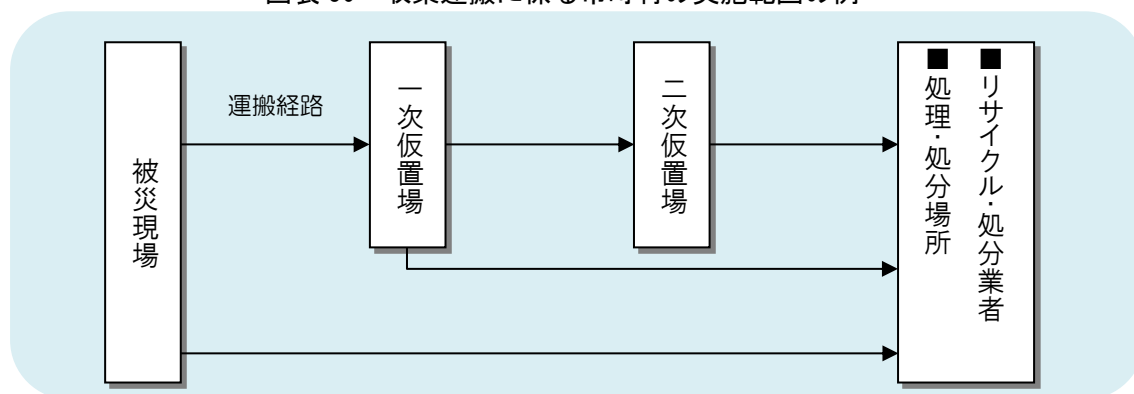 運搬経路
被災現場
一次仮置場
二次仮置場
■リサイクル・処分業者
■処理・処分場所